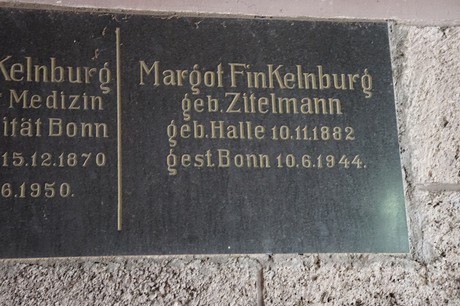 Kelnburg
Medizin
ität Bonn
15.12.1870
6.1950.
Margot FinKelnburg
geb. Zitelmann
geb. Halle 10.11.1882
gest. Bonn 10.6.1944.